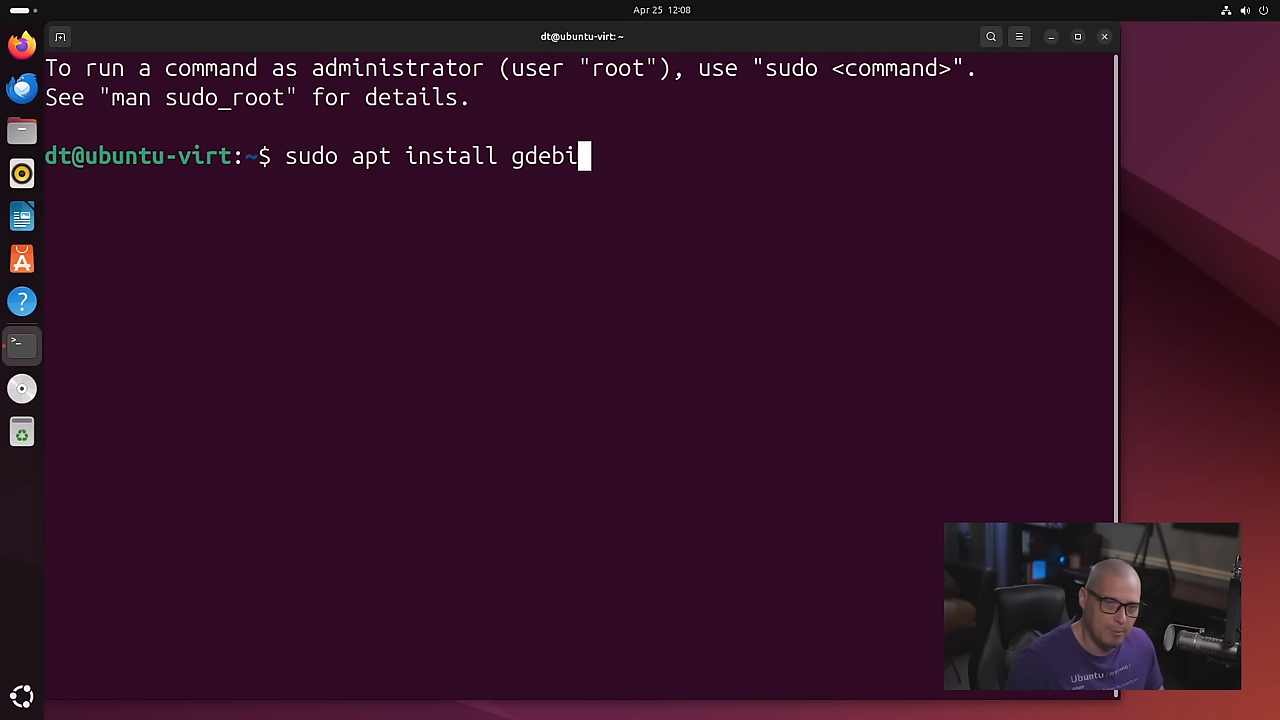 Apr 25 12:08
dt@ubuntu-virt: ~
To run a command as administrator (user "root"), use "sudo <command>".
See "man sudo_root" for details.
dt@ubuntu-virt:~$ sudo apt install gdebi
Ubuntu